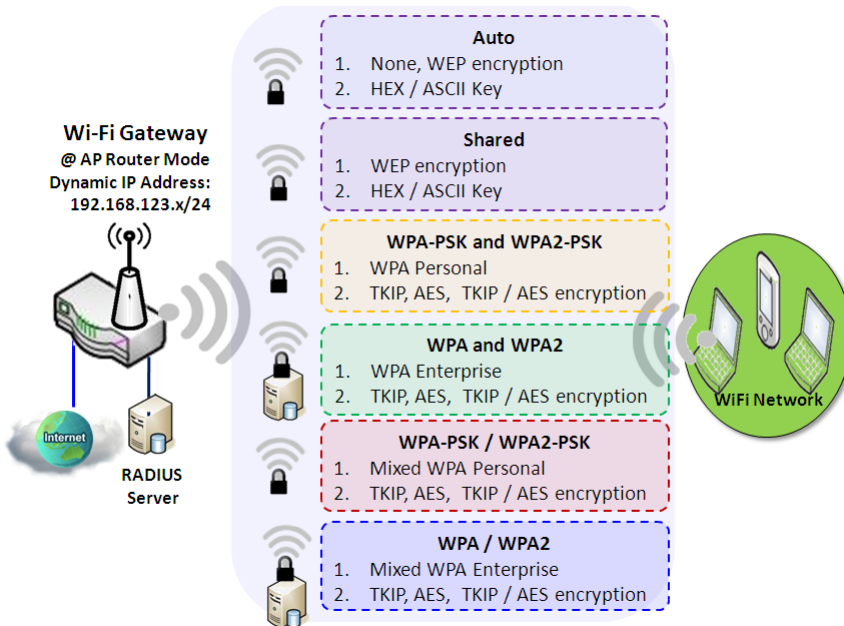 Wi-Fi Gateway
@ AP Router Mode
Dynamic IP Address:
192.168.123.x/24
Internet
RADIUS
Server
Auto
1. None, WEP encryption
2. HEX / ASCII Key
Shared
1. WEP encryption
2. HEX / ASCII Key
WPA-PSK and WPA2-PSK
1. WPA Personal
2. TKIP, AES, TKIP / AES encryption
WPA and WPA2
1. WPA Enterprise
2. TKIP, AES, TKIP / AES encryption
WPA-PSK / WPA2-PSK
1. Mixed WPA Personal
2. TKIP, AES, TKIP / AES encryption
WPA / WPA2
1. Mixed WPA Enterprise
2. TKIP, AES, TKIP / AES encryption
WiFi Network